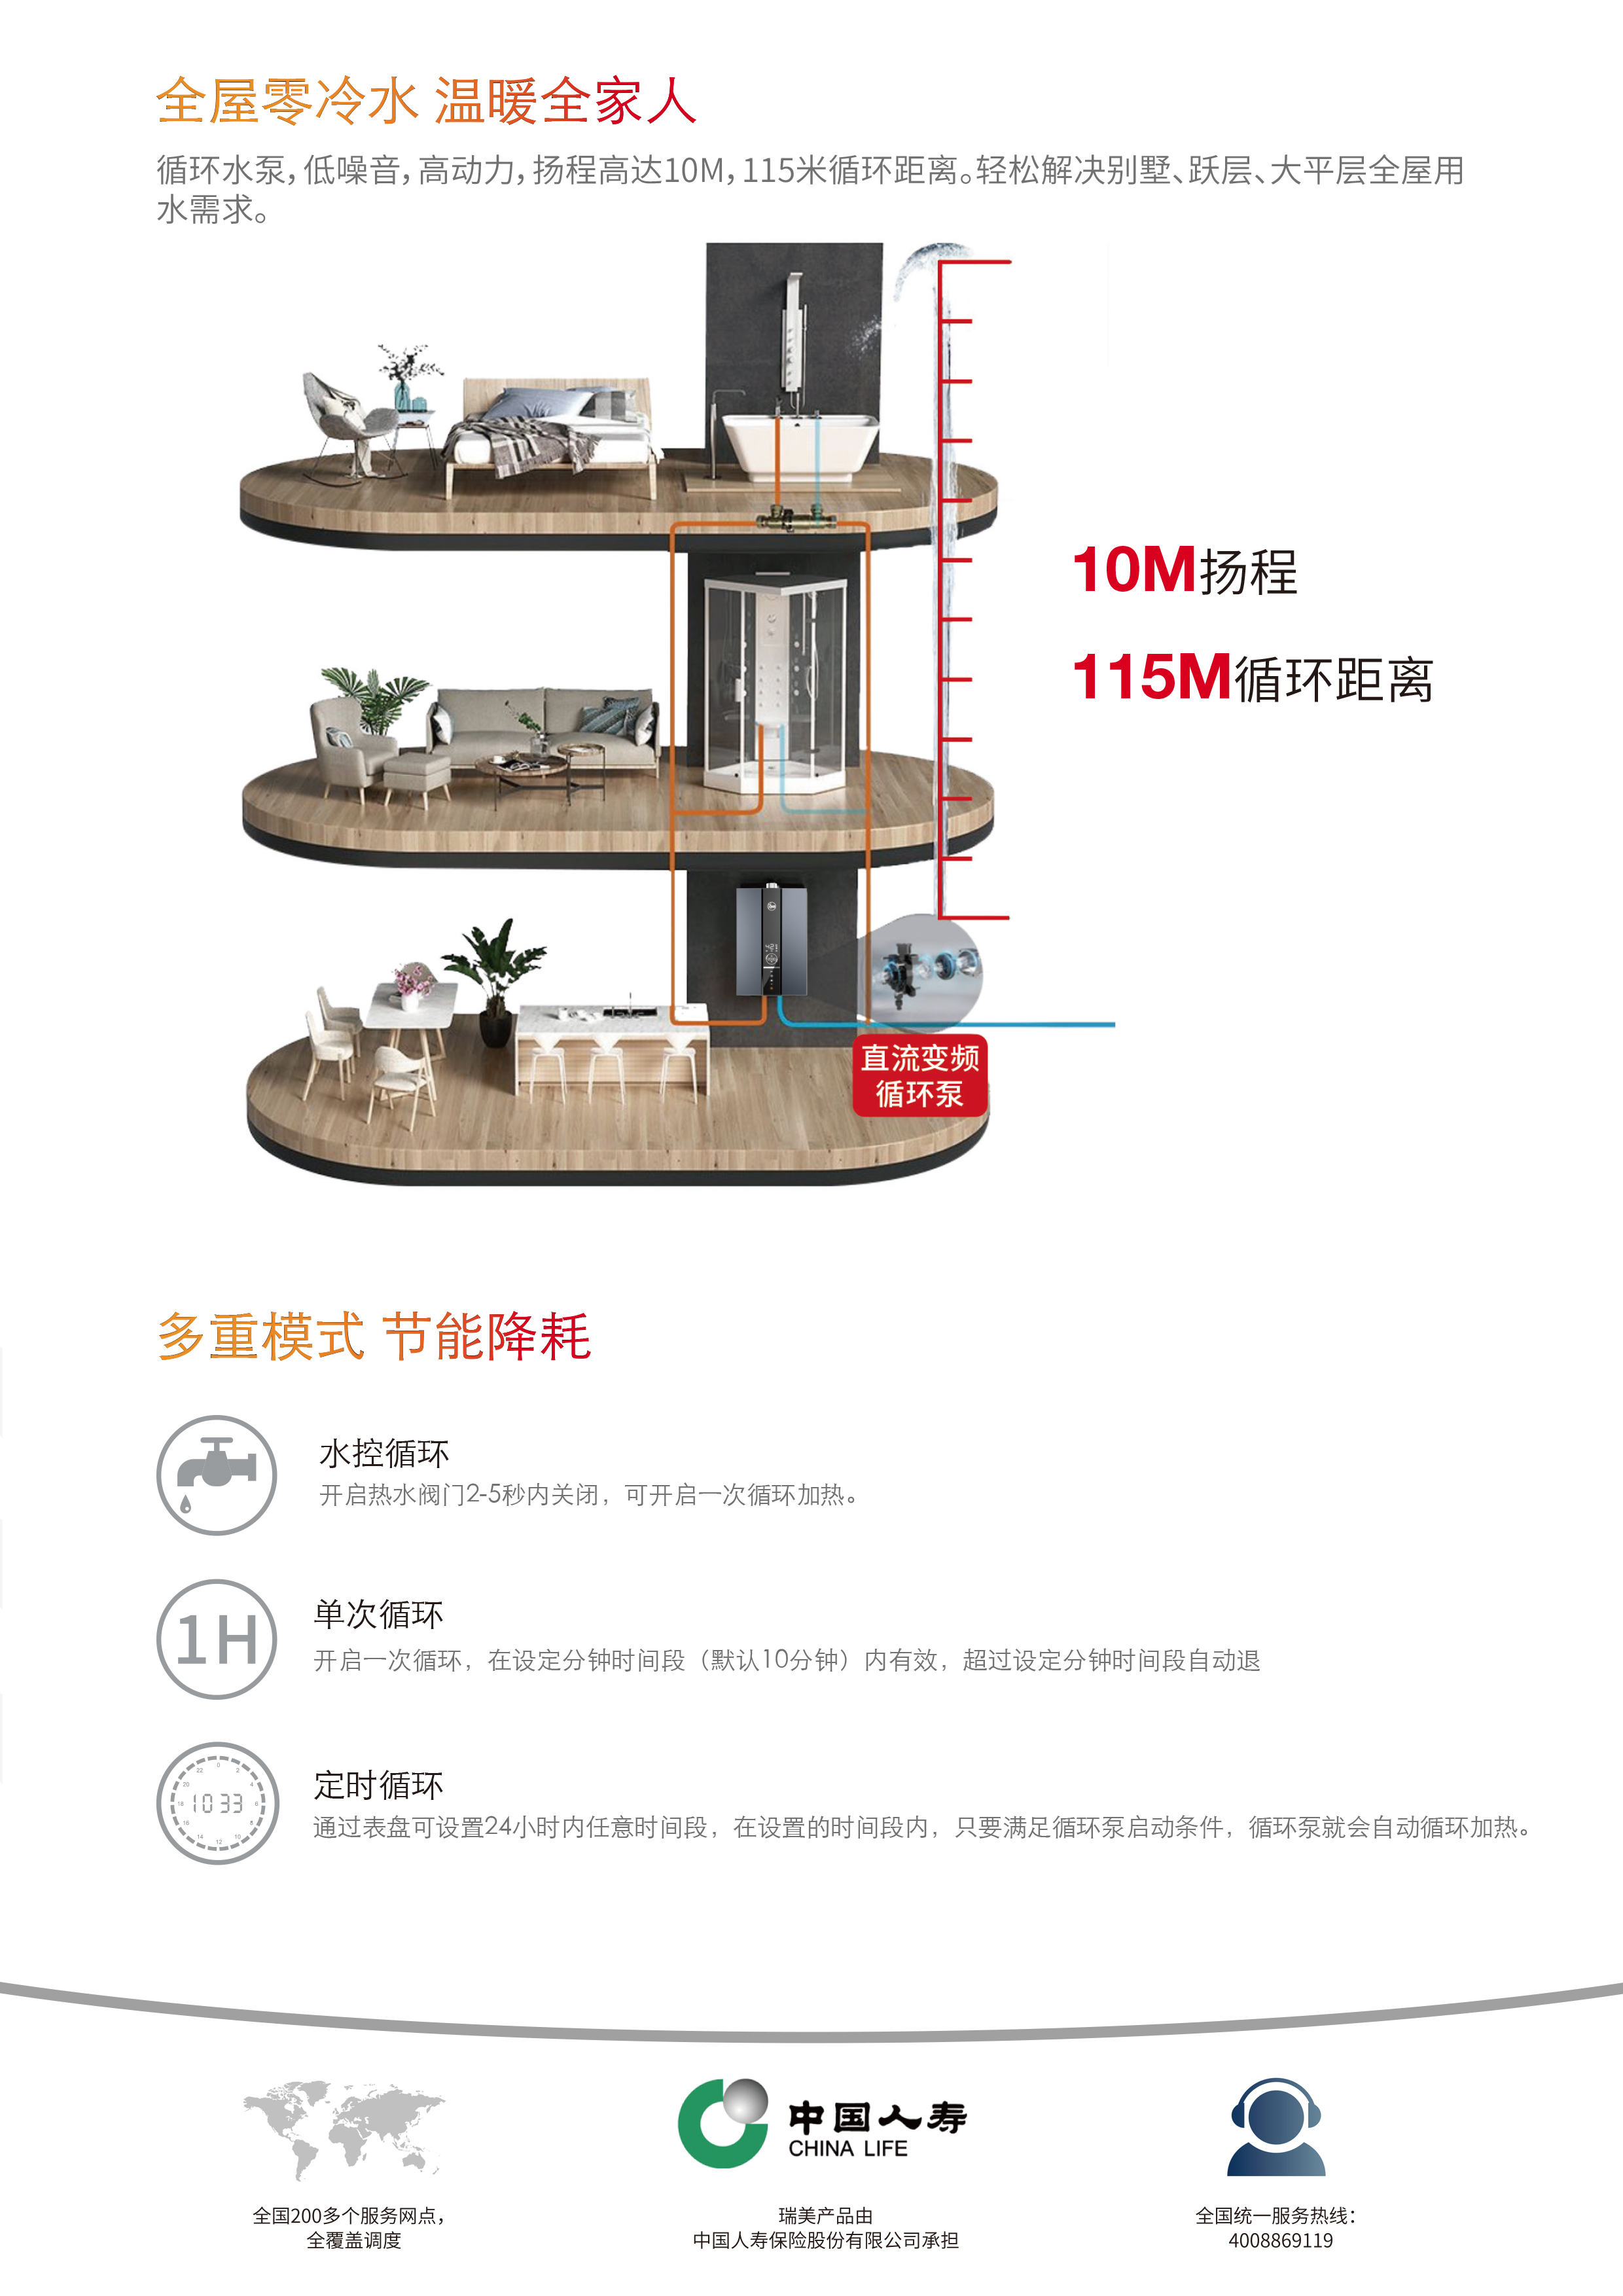 全屋零冷水 温暖全家人
循环水泵，低噪音，高动力，扬程高达10M，115米循环距离。轻松解决别墅、跃层、大平层全屋用
水需求。
10M扬程
115M循环距离
直流变频
循环泵
多重模式 节能降耗
水控循环
开启热水阀门2-5秒内关闭，可开启一次循环加热。
1H
单次循环
开启一次循环，在设定分钟时间段（默认10分钟）内有效，超过设定分钟时间段自动退
0
2
4
6
8
10
12
14
16
18
20
22
10 33
定时循环
通过表盘可设置24小时内任意时间段，在设置的时间段内，只要满足循环泵启动条件，循环泵就会自动循环加热。
中国人寿
CHINA LIFE
全国200多个服务网点，
全覆盖调度
瑞美产品由
中国人寿保险股份有限公司承担
全国统一服务热线：
4008869119